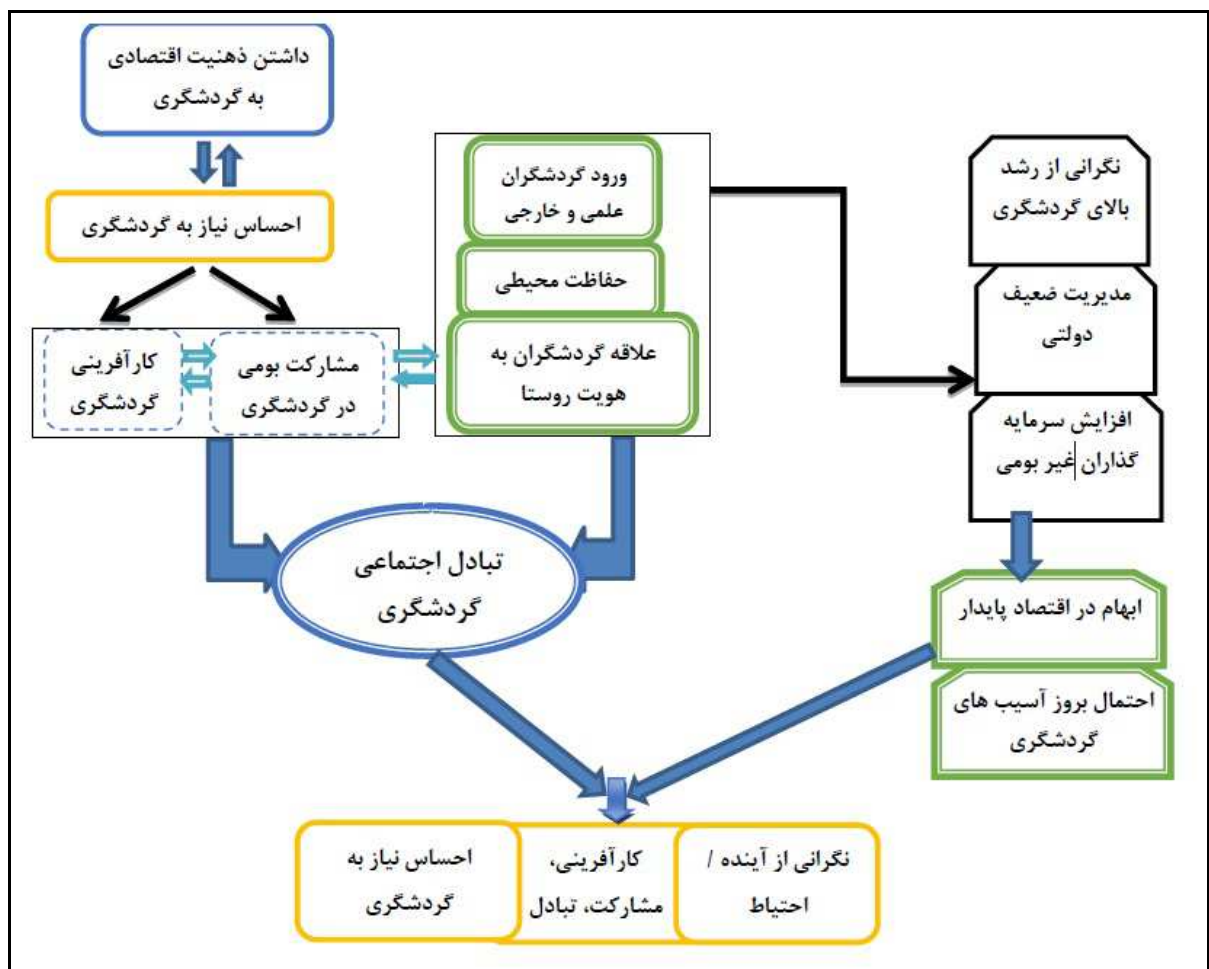 داشتن ذهنیت اقتصادی
به گردشگری
احساس نیاز به گردشگری
کارآفرینی
گردشگری
مشارکت بومی
در گردشگری
ورود گردشگران
علمی و خارجی
حفاظت محیطی
علاقه گردشگران به
هویت روستا
نگرانی از رشد
بالای گردشگری
مدیریت ضعیف
دولتی
افزایش سرمایه
گذاران غیر بومی
تبادل اجتماعی
گردشگری
ابهام در اقتصاد پایدار
احتمال بروز آسیب های
گردشگری
نگرانی از آینده /
احتیاط
کارآفرینی،
مشارکت، تبادل
احساس نیاز به
گردشگری